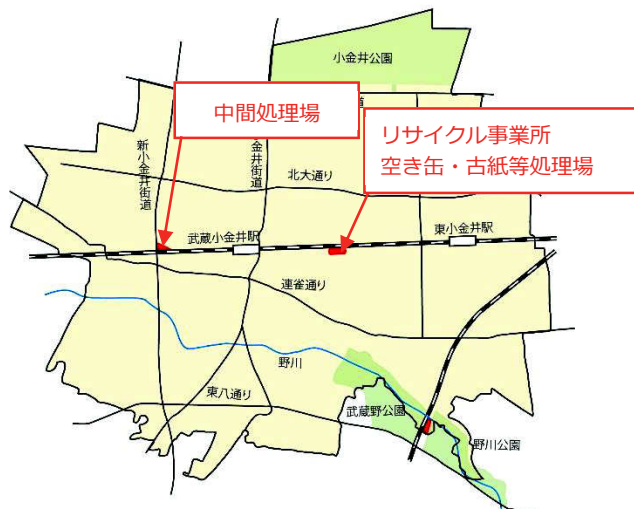 小金井公園
中間処理場
道
リサイクル事業所
空き缶・古紙等処理場
新小金井街道
金井街道
北大通り
武蔵小金井駅
東小金井駅
連雀通り
野川
東八通り
武蔵野公園
野川公園